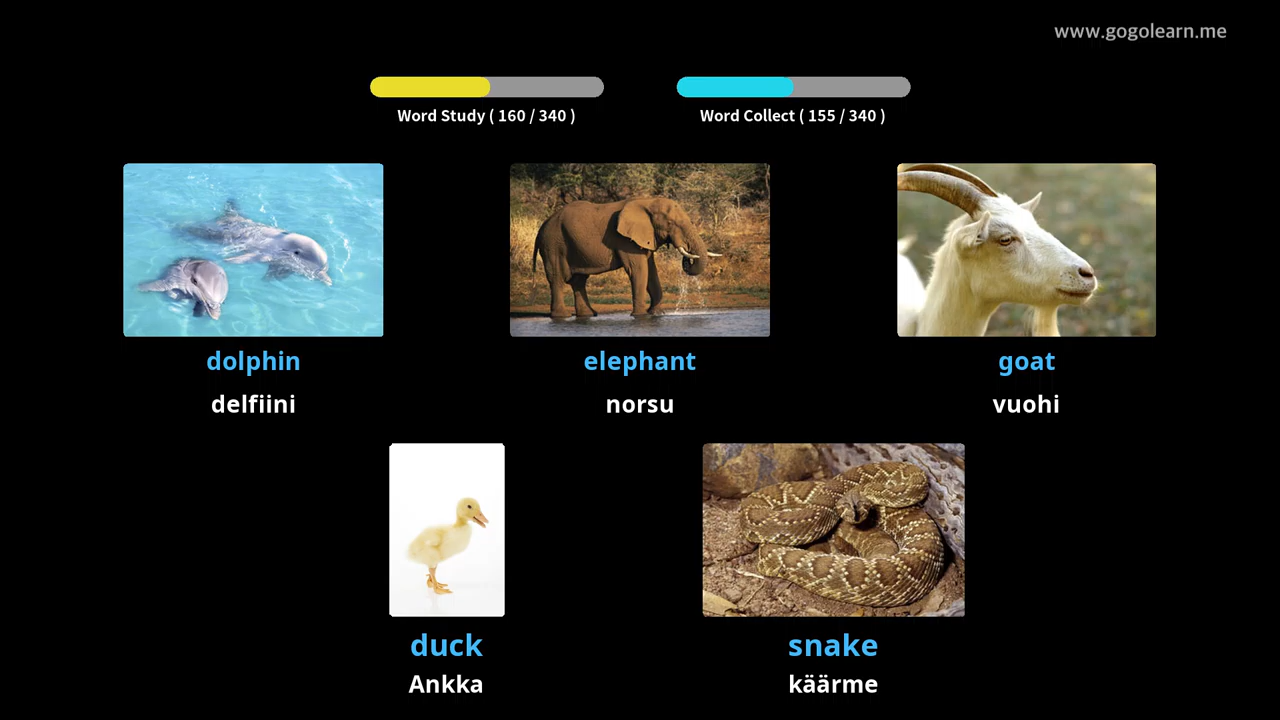 www.gogolearn.me
Word Study ( 160 / 340 )
Word Collect ( 155 / 340 )
dolphin
delfiini
elephant
norsu
goat
vuohi
duck
Ankka
snake
käärme